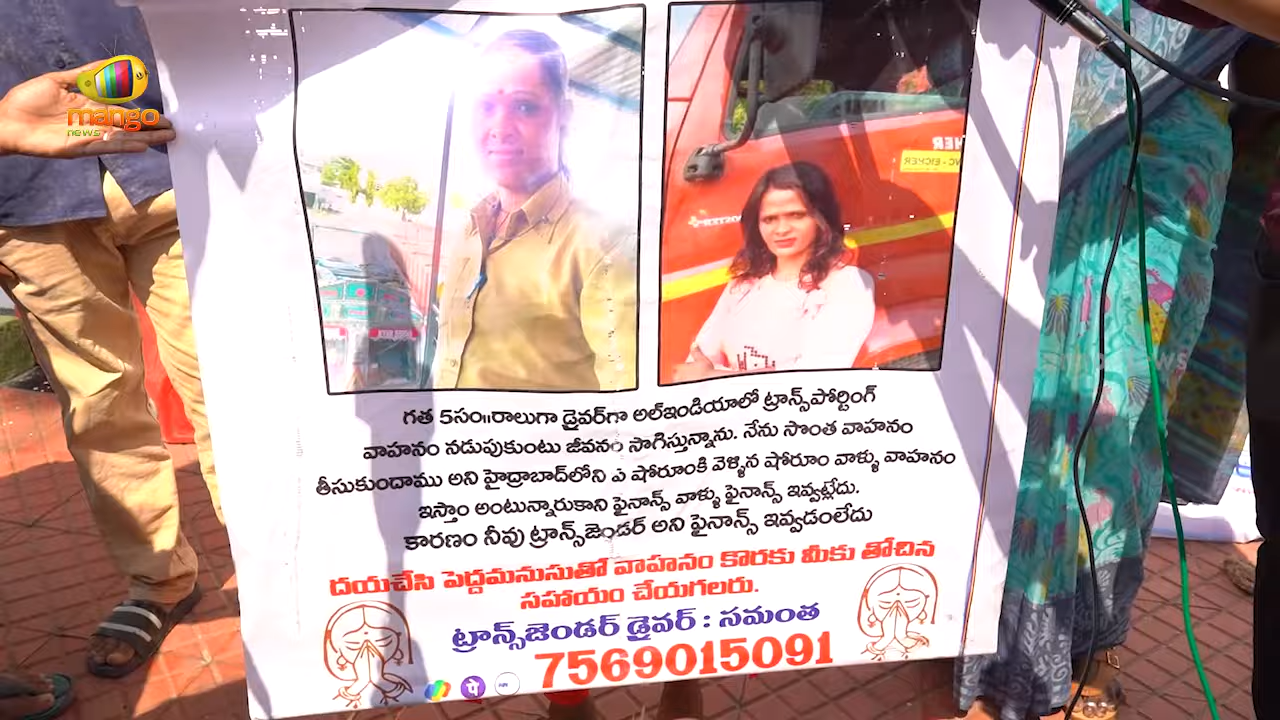 mango
news
గత 5సం॥రాలుగా డ్రైవర్‌గా అల్ఇండియాలో ట్రాన్స్‌పోర్టింగ్
వాహనం నడుపుకుంటు జీవనం సాగిస్తున్నాను. నేను సొంత వాహనం
తీసుకుందాము అని హైద్రాబాద్‌లోని ఏ షోరూంకి వెళ్ళిన షోరూం వాళ్ళు వాహనం
ఇస్తాం అంటున్నారుకాని ఫైనాన్స్ వాళ్ళు ఫైనాన్స్ ఇవ్వట్లేదు.
కారణం నీవు ట్రాన్స్‌జెండర్ అని ఫైనాన్స్ ఇవ్వడంలేదు
దయచేసి పెద్దమనుసుతో వాహనం కొరకు మీకు తోచిన
సహాయం చేయగలరు.
ట్రాన్స్‌జెండర్ డ్రైవర్ : సమంత
7569015091